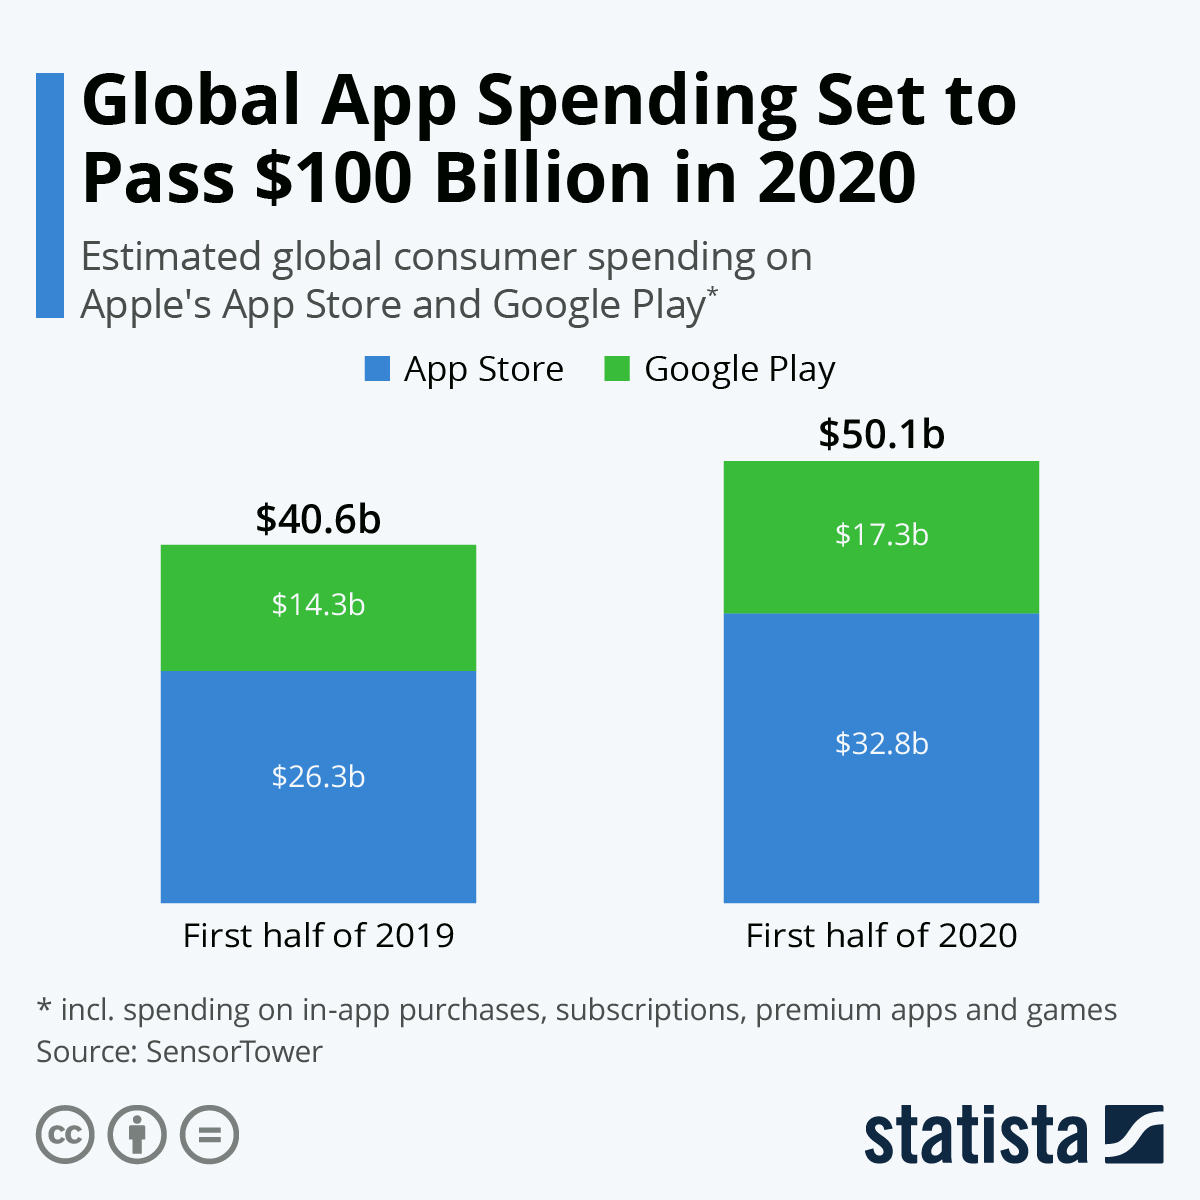 Global App Spending Set to
Pass $100 Billion in 2020
Estimated global consumer spending on
Apple's App Store and Google Play*
App Store Google Play
$50.1b
$40.6b
$17.3b
$14.3b
$32.8b
$26.3b
First half of 2019 First half of 2020
* incl. spending on in-app purchases, subscriptions, premium apps and games
Source: SensorTower
cc
statista